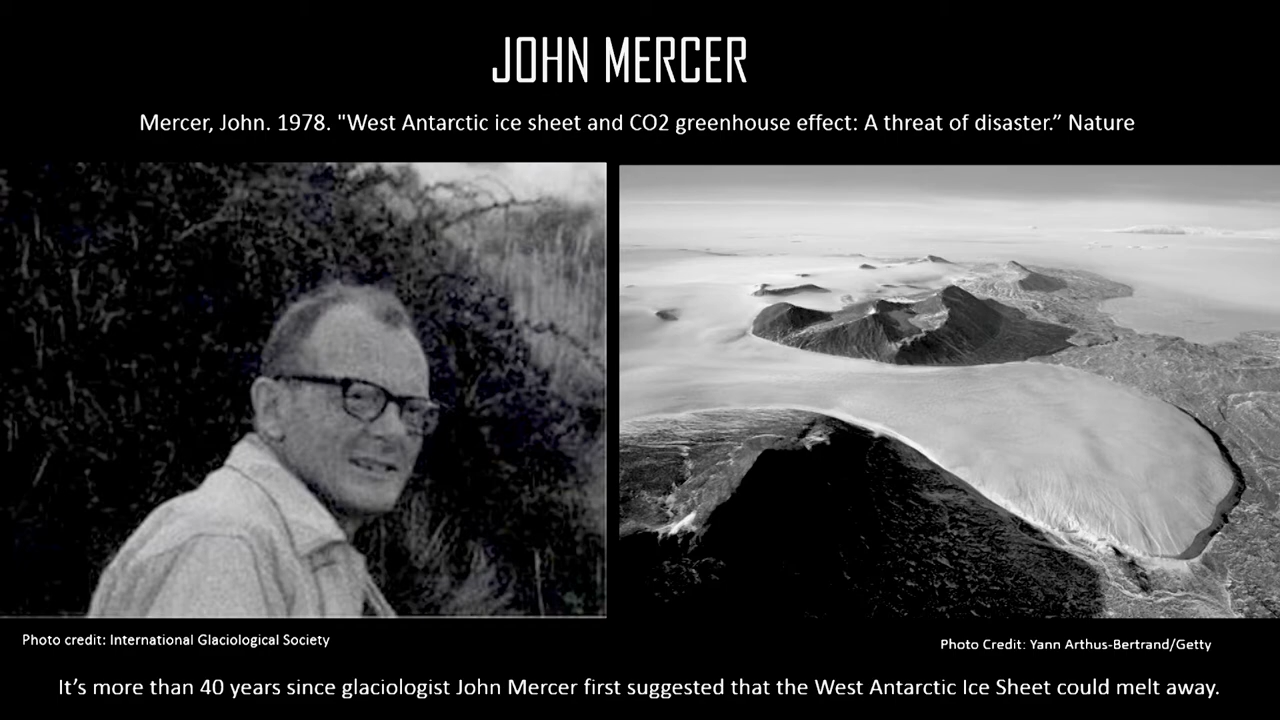 JOHN MERCER
Mercer, John. 1978. "West Antarctic ice sheet and CO2 greenhouse effect: A threat of disaster.” Nature
Photo credit: International Glaciological Society
Photo Credit: Yann Arthus-Bertrand/Getty
It’s more than 40 years since glaciologist John Mercer first suggested that the West Antarctic Ice Sheet could melt away.